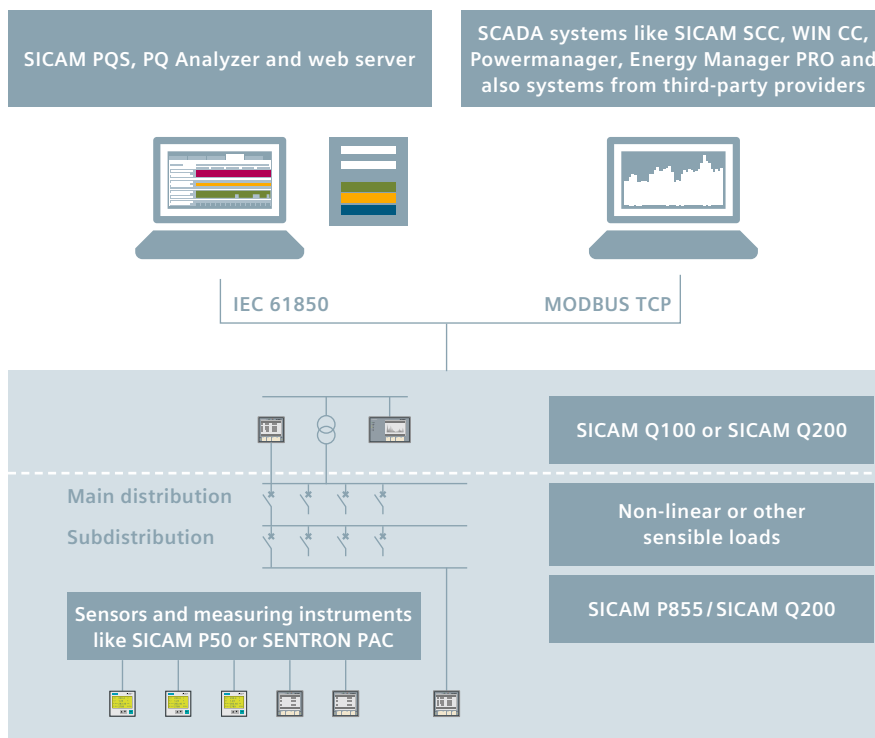 SICAM PQS, PQ Analyzer and web server
SCADA systems like SICAM SCC, WIN CC,
Powermanager, Energy Manager PRO and
also systems from third-party providers
IEC 61850
MODBUS TCP
SICAM Q100 or SICAM Q200
Main distribution
Subdistribution
Non-linear or other
sensible loads
Sensors and measuring instruments
like SICAM P50 or SENTRON PAC
SICAM P855/SICAM Q200